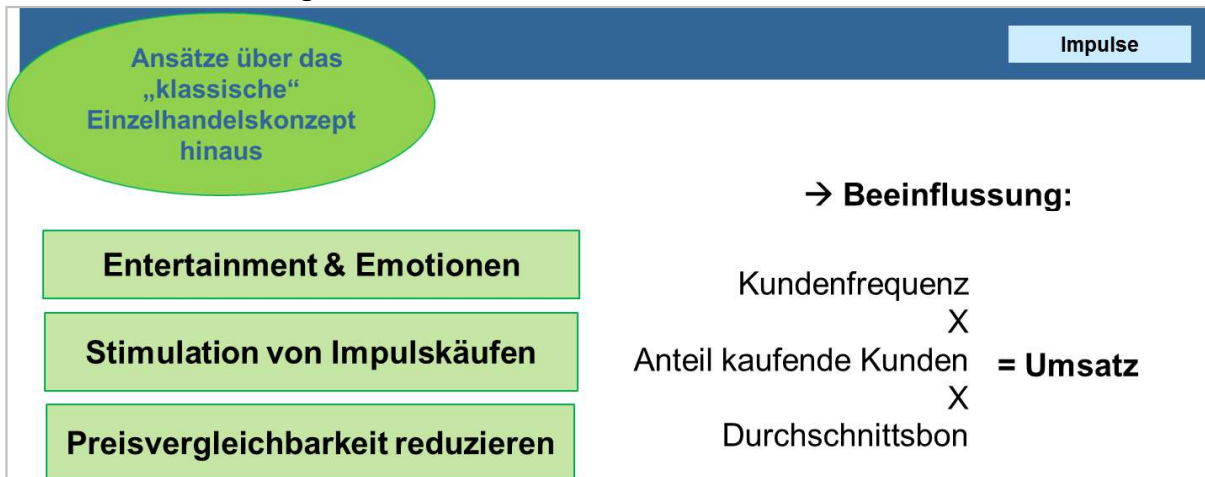 Ansätze über das
„klassische“
Einzelhandelskonzept
hinaus
Impulse
→ Beeinflussung:
Entertainment & Emotionen
Stimulation von Impulskäufen
Preisvergleichbarkeit reduzieren
Kundenfrequenz
X
Anteil kaufende Kunden = Umsatz
X
Durchschnittsbon